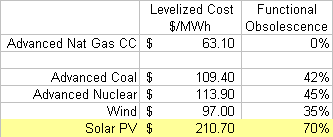 Levelized Cost Functional
$/MWh Obsolescence
Advanced Nat Gas CC $ 63.10 0%
Advanced Coal $ 109.40 42%
Advanced Nuclear $ 113.90 45%
Wind $ 97.00 35%
Solar PV $ 210.70 70%